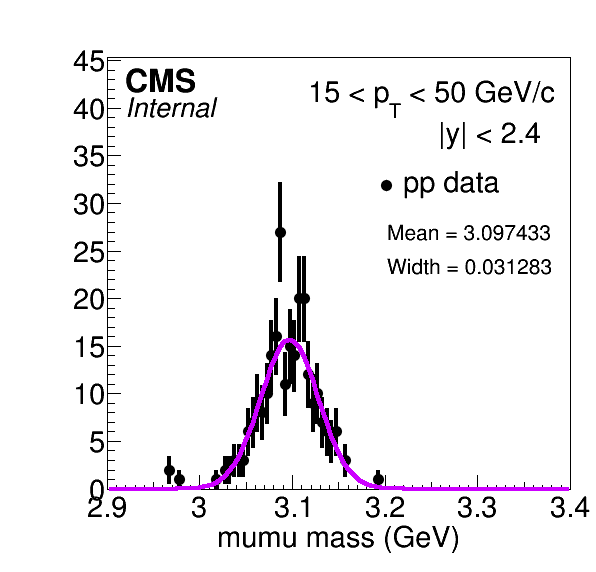 CMS
Internal
15 < pT < 50 GeV/c
|y| < 2.4
pp data
Mean = 3.097433
Width = 0.031283
45
40
35
30
25
20
15
10
5
0
2.9 3 3.1 3.2 3.3 3.4
mumu mass (GeV)